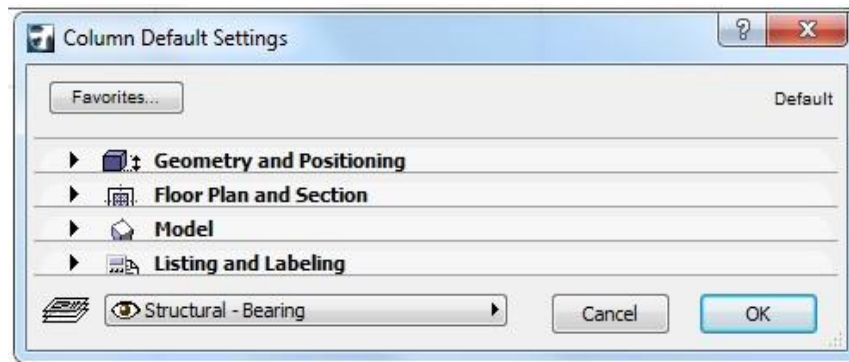 Column Default Settings
Favorites...
Default
Geometry and Positioning
Floor Plan and Section
Model
Listing and Labeling
Structural - Bearing
Cancel
OK